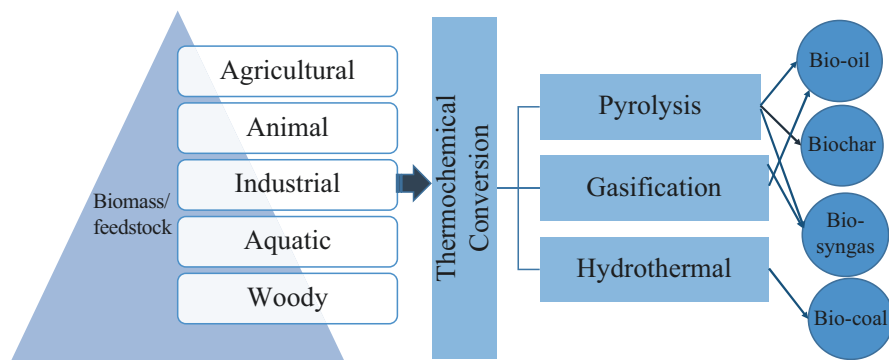 Biomass/
feedstock
Agricultural
Animal
Industrial
Aquatic
Woody
Thermochemical
Conversion
Pyrolysis
Gasification
Hydrothermal
Bio-oil
Biochar
Bio-
syngas
Bio-coal